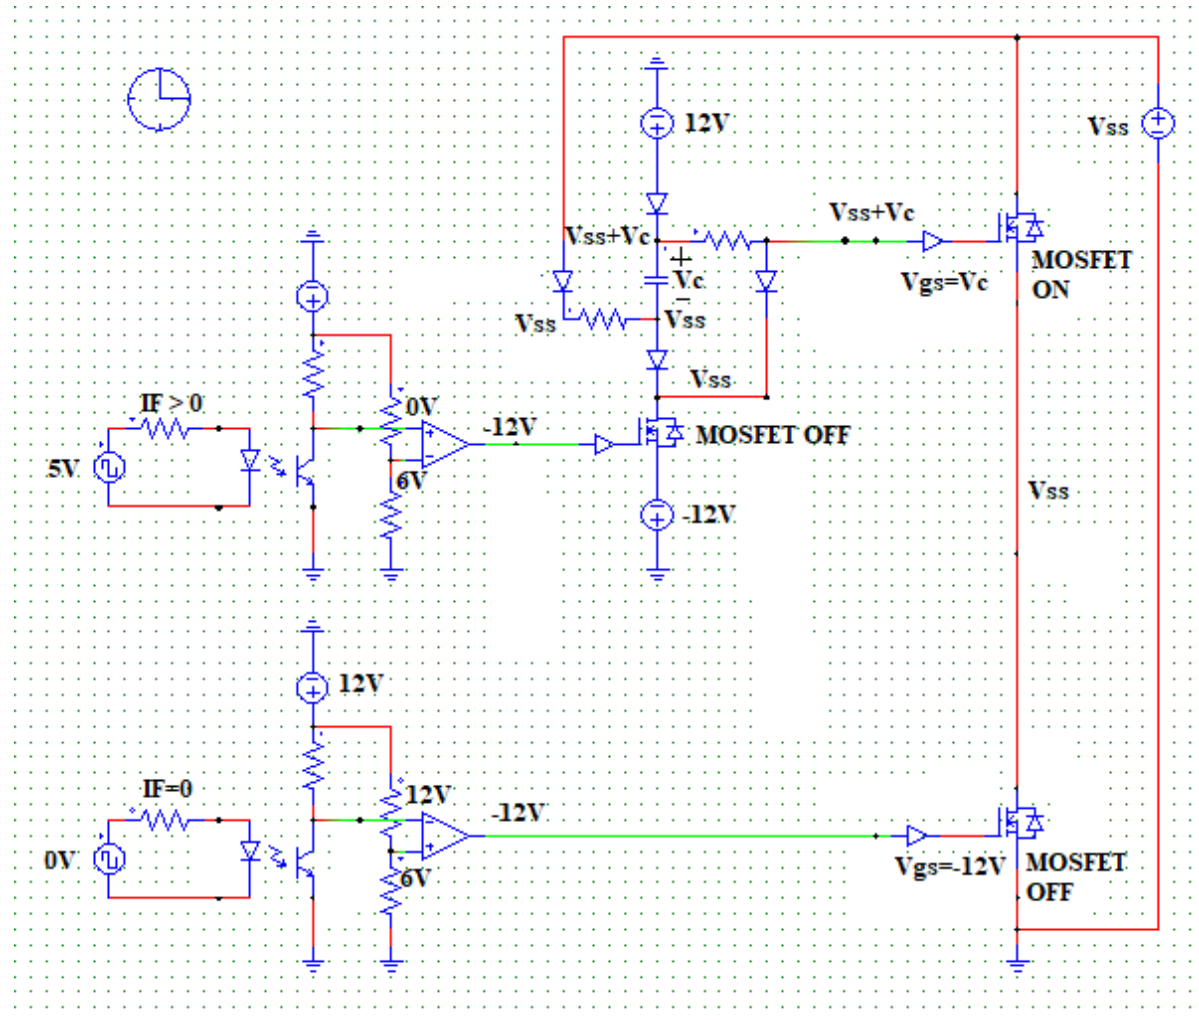 12V
Vss
Vss+Vc
Vss+Vc
+
Vc
−
MOSFET
ON
Vgs=Vc
Vss
Vss
Vss
IF > 0
0V
-12V
MOSFET OFF
5V
6V
Vss
-12V
12V
IF=0
12V
-12V
0V
6V
Vgs=-12V
MOSFET
OFF